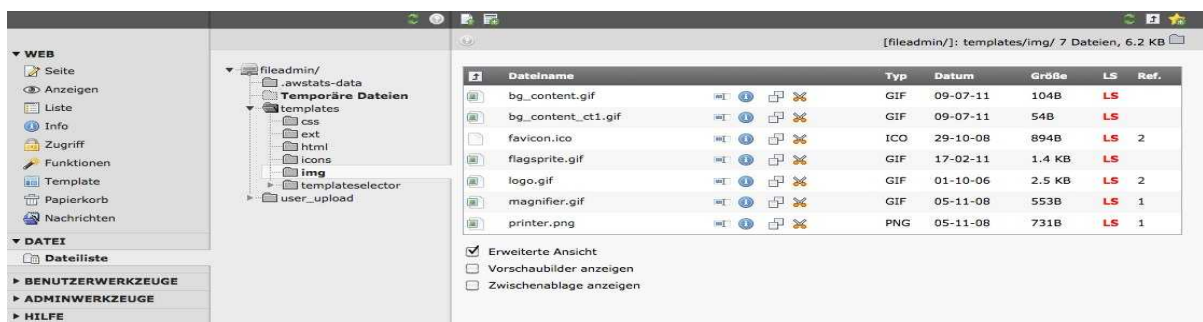 [fileadmin/]: templates/img/ 7 Dateien, 6.2 KB
WEB
Seite
Anzeigen
Liste
Info
Zugriff
Funktionen
Template
Papierkorb
Nachrichten
DATEI
Dateiliste
BENUTZERWERKZEUGE
ADMINWERKZEUGE
HILFE
fileadmin/
.awstats-data
Temporäre Dateien
templates
css
ext
html
icons
img
templateselector
user_upload
Dateiname Typ Datum Größe LS Ref.
bg_content.gif GIF 09-07-11 104B LS
bg_content_ct1.gif GIF 09-07-11 54B LS
favicon.ico ICO 29-10-08 894B LS 2
flagsprite.gif GIF 17-02-11 1.4 KB LS
logo.gif GIF 01-10-06 2.5 KB LS 2
magnifier.gif GIF 05-11-08 553B LS 1
printer.png PNG 05-11-08 731B LS 1
Erweiterte Ansicht
Vorschaubilder anzeigen
Zwischenablage anzeigen